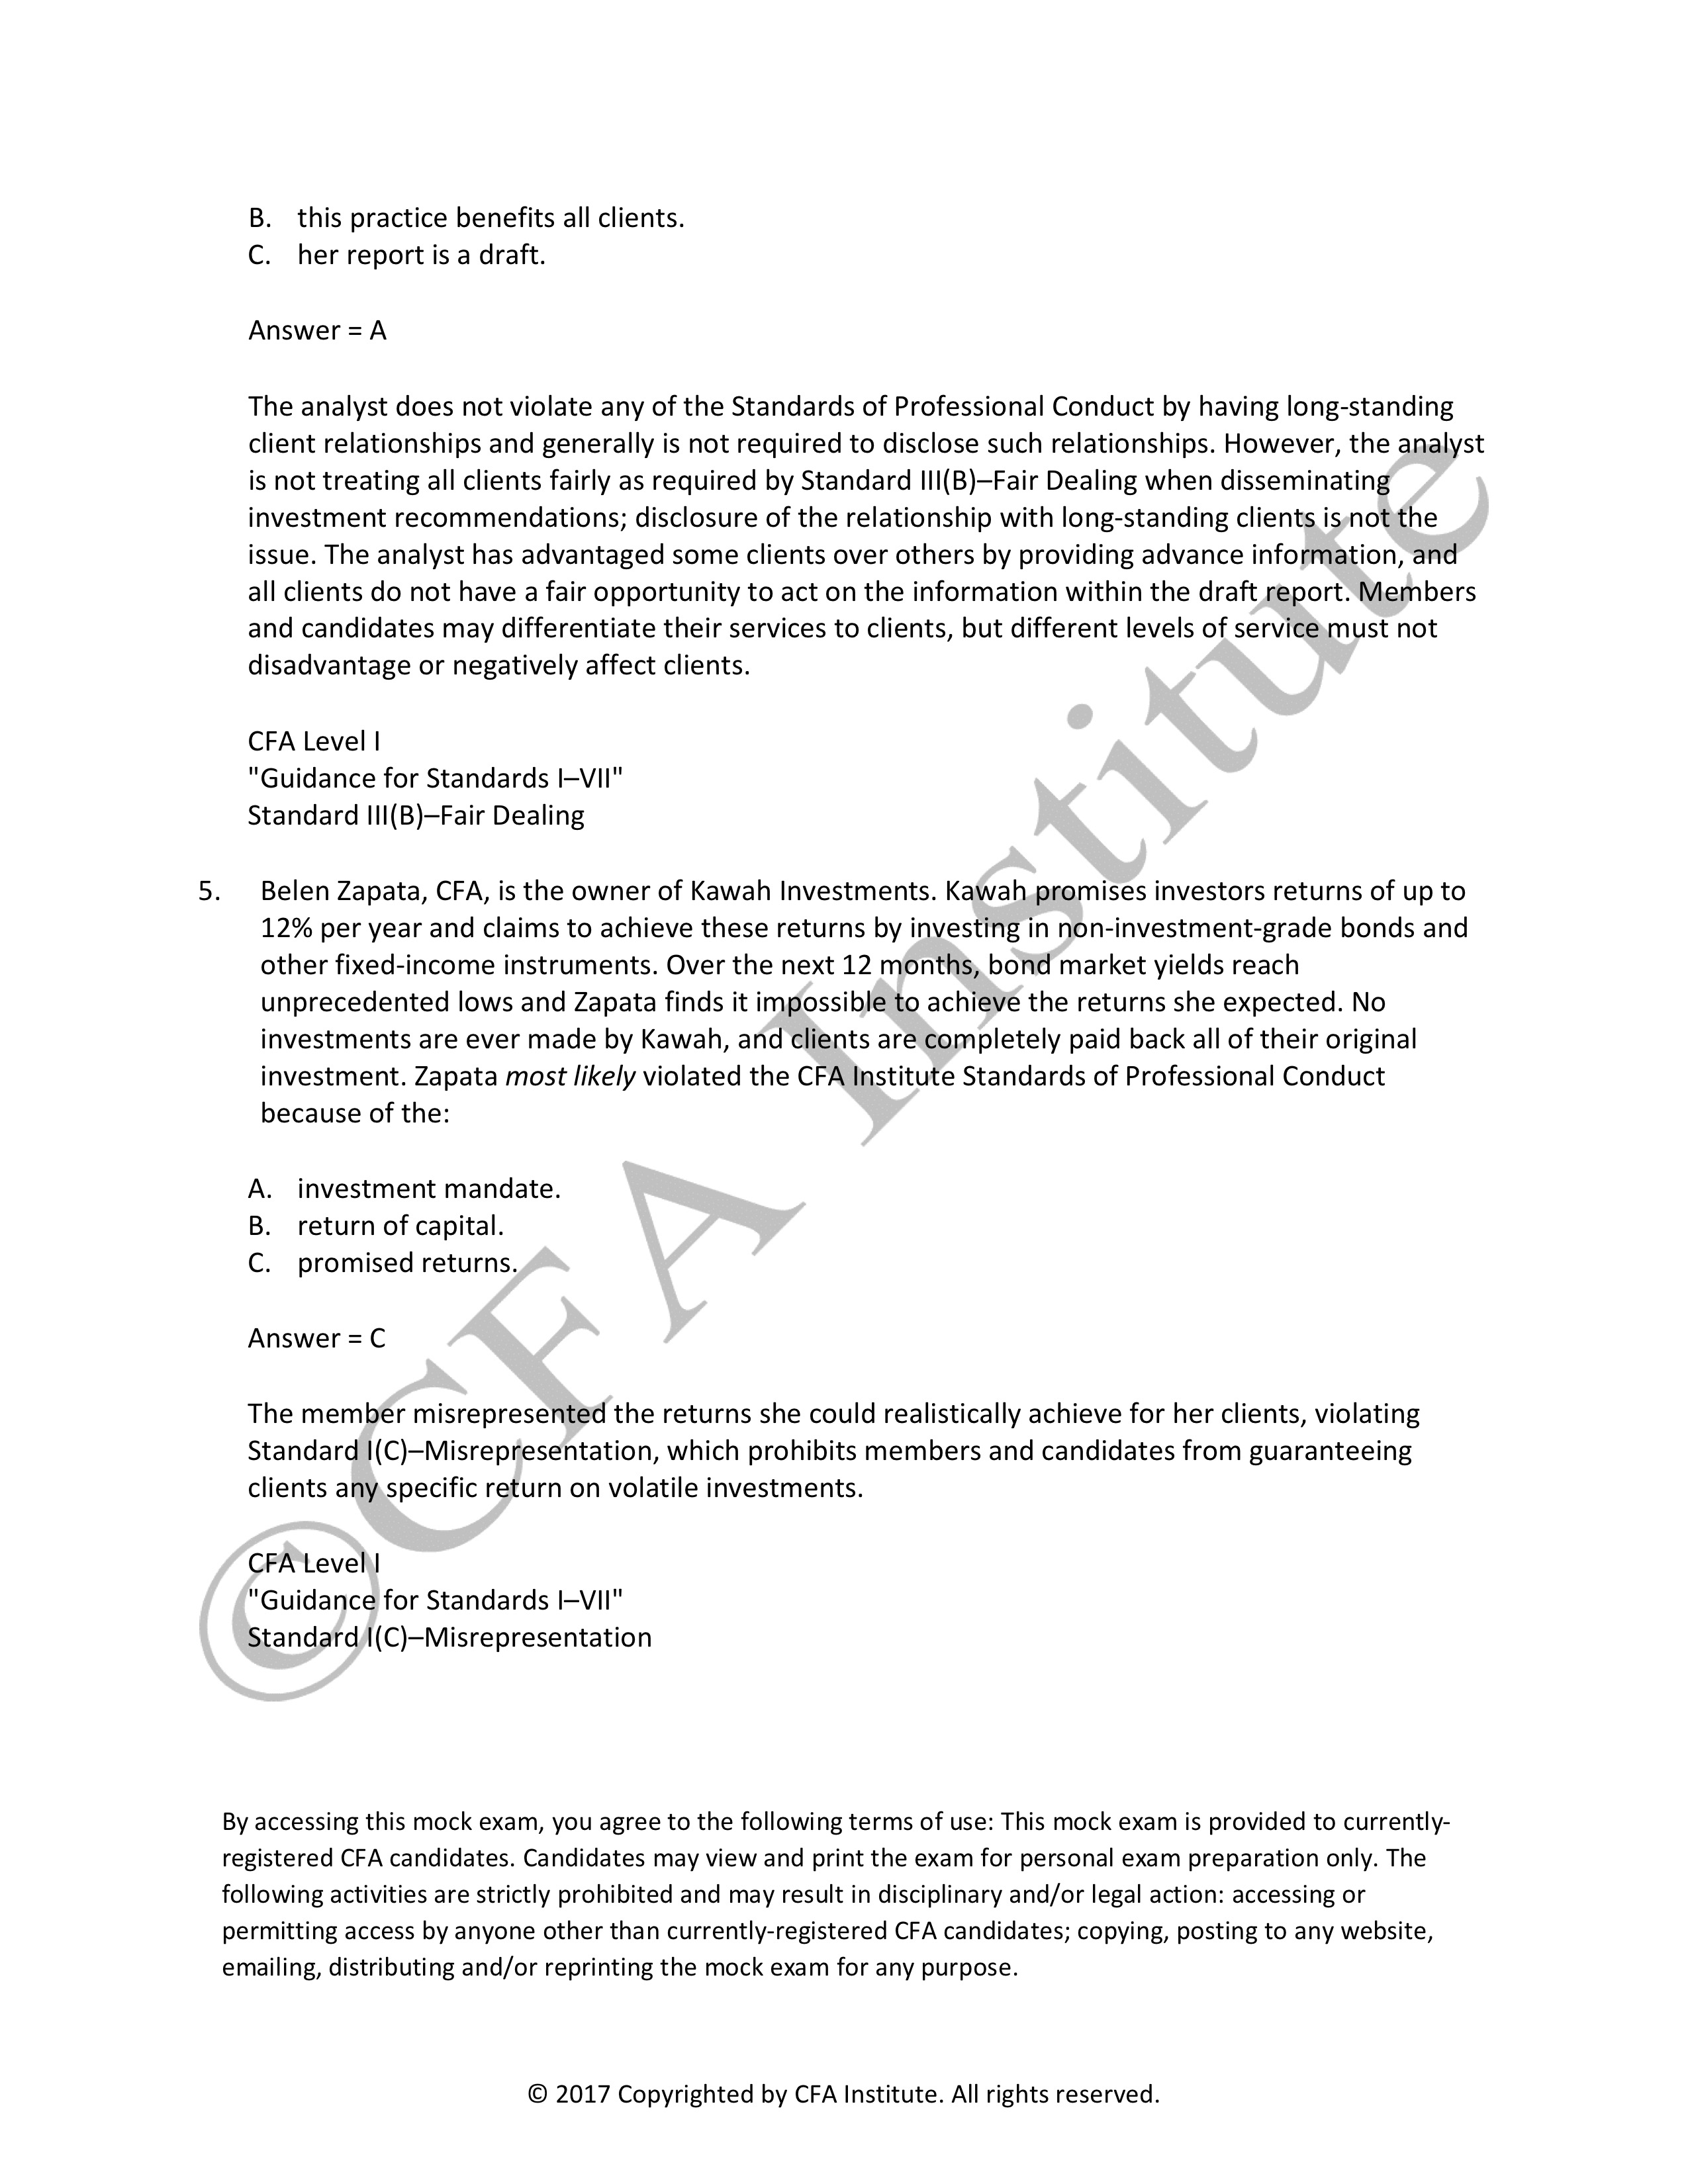 B. this practice benefits all clients.
C. her report is a draft.
Answer = A
The analyst does not violate any of the Standards of Professional Conduct by having long-standing
client relationships and generally is not required to disclose such relationships. However, the analyst
is not treating all clients fairly as required by Standard III(B)–Fair Dealing when disseminating
investment recommendations; disclosure of the relationship with long-standing clients is not the
issue. The analyst has advantaged some clients over others by providing advance information, and
all clients do not have a fair opportunity to act on the information within the draft report. Members
and candidates may differentiate their services to clients, but different levels of service must not
disadvantage or negatively affect clients.
CFA Level I
"Guidance for Standards I–VII"
Standard III(B)–Fair Dealing
5. Belen Zapata, CFA, is the owner of Kawah Investments. Kawah promises investors returns of up to
12% per year and claims to achieve these returns by investing in non-investment-grade bonds and
other fixed-income instruments. Over the next 12 months, bond market yields reach
unprecedented lows and Zapata finds it impossible to achieve the returns she expected. No
investments are ever made by Kawah, and clients are completely paid back all of their original
investment. Zapata most likely violated the CFA Institute Standards of Professional Conduct
because of the:
A. investment mandate.
B. return of capital.
C. promised returns.
Answer = C
The member misrepresented the returns she could realistically achieve for her clients, violating
Standard I(C)–Misrepresentation, which prohibits members and candidates from guaranteeing
clients any specific return on volatile investments.
CFA Level I
"Guidance for Standards I–VII"
Standard I(C)–Misrepresentation
© CFA Institute
By accessing this mock exam, you agree to the following terms of use: This mock exam is provided to currently-
registered CFA candidates. Candidates may view and print the exam for personal exam preparation only. The
following activities are strictly prohibited and may result in disciplinary and/or legal action: accessing or
permitting access by anyone other than currently-registered CFA candidates; copying, posting to any website,
emailing, distributing and/or reprinting the mock exam for any purpose.
© 2017 Copyrighted by CFA Institute. All rights reserved.